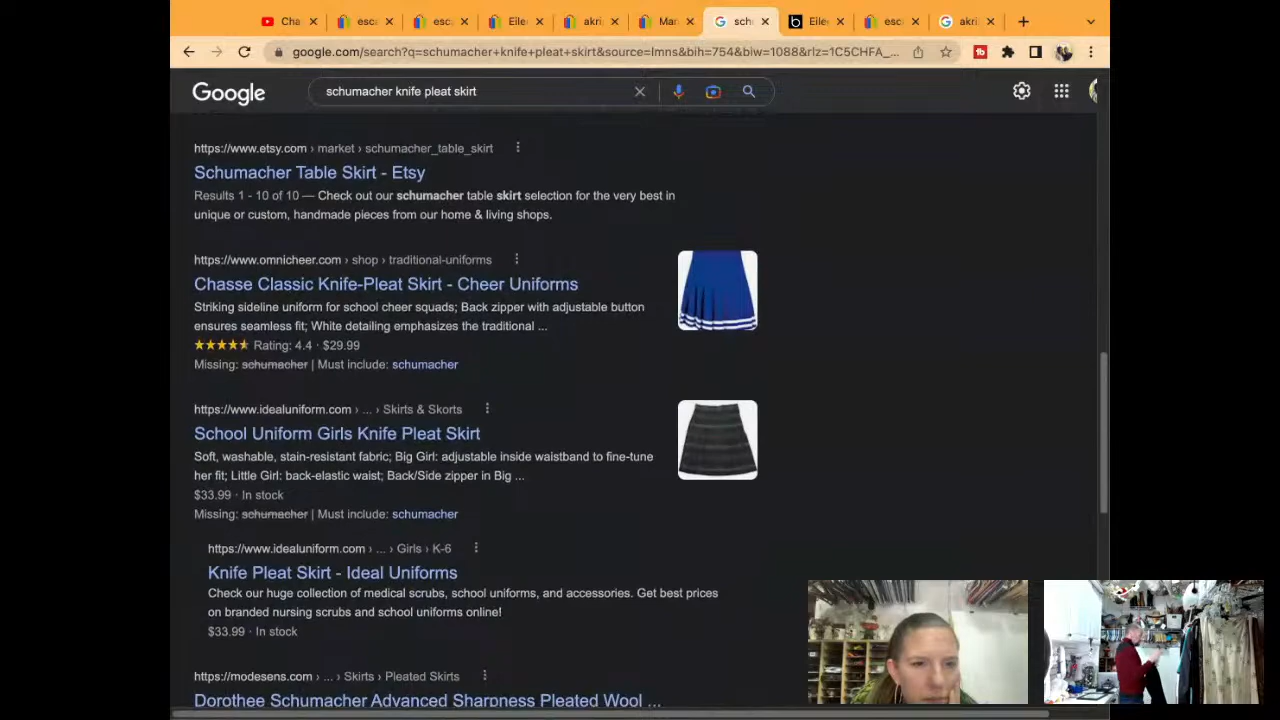 Cha
esca
esca
Eile
akri
Mar
sch
Eile
esca
akri
google.com/search?q=schumacher+knife+pleat+skirt&source=lmns&bih=754&biw=1088&rlz=1C5CHFA_...
Google
schumacher knife pleat skirt
https://www.etsy.com › market › schumacher_table_skirt
Schumacher Table Skirt - Etsy
Results 1 - 10 of 10 — Check out our schumacher table skirt selection for the very best in
unique or custom, handmade pieces from our home & living shops.
https://www.omnicheer.com › shop › traditional-uniforms
Chasse Classic Knife-Pleat Skirt - Cheer Uniforms
Striking sideline uniform for school cheer squads; Back zipper with adjustable button
ensures seamless fit; White detailing emphasizes the traditional ...
Rating: 4.4 · $29.99
Missing: schumacher | Must include: schumacher
https://www.idealuniform.com › ... › Skirts & Skorts
School Uniform Girls Knife Pleat Skirt
Soft, washable, stain-resistant fabric; Big Girl: adjustable inside waistband to fine-tune
her fit; Little Girl: back-elastic waist; Back/Side zipper in Big ...
$33.99 · In stock
Missing: schumacher | Must include: schumacher
https://www.idealuniform.com › ... › Girls › K-6
Knife Pleat Skirt - Ideal Uniforms
Check our huge collection of medical scrubs, school uniforms, and accessories. Get best prices
on branded nursing scrubs and school uniforms online!
$33.99 · In stock
https://modesens.com › ... › Skirts › Pleated Skirts
Dorothee Schumacher Advanced Sharpness Pleated Wool ...